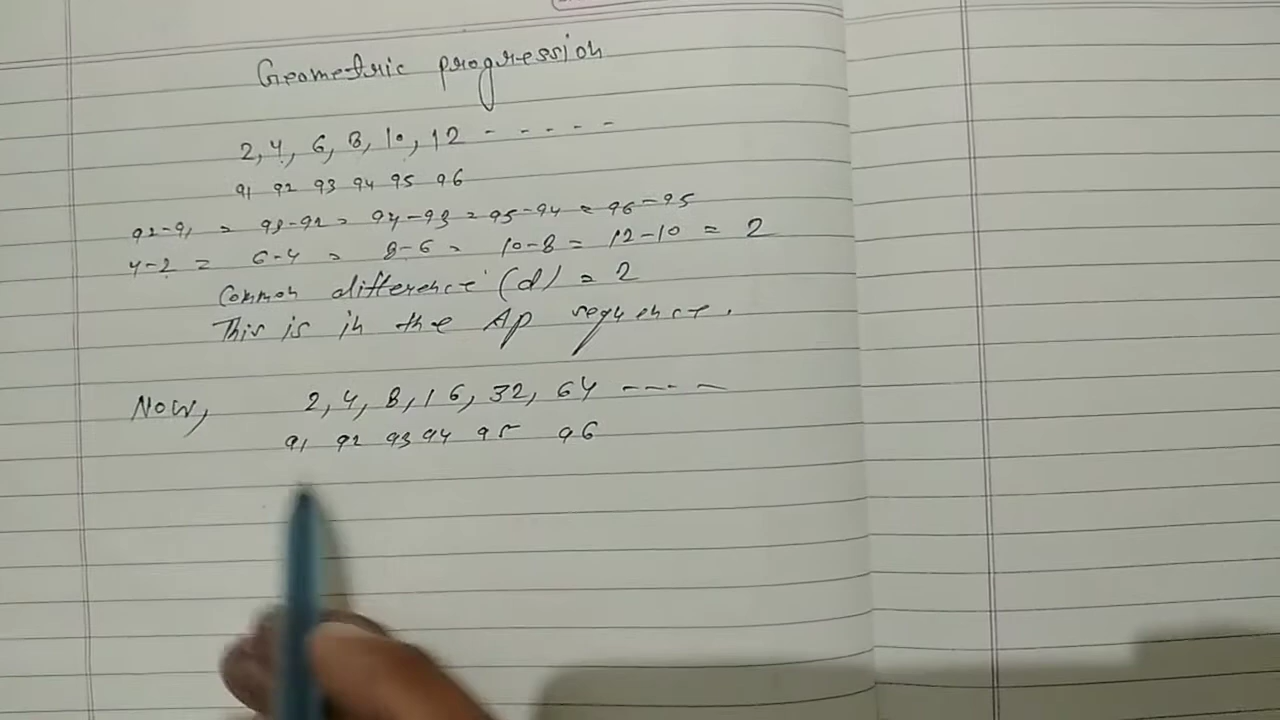 Geometric progression
2, 4, 6, 8, 10, 12 - - - - -
a1 a2 a3 a4 a5 a6
a2-a1 = a3-a2 = a4-a3 = a5-a4 = a6-a5
4-2 = 6-4 = 8-6 = 10-8 = 12-10 = 2
Common difference (d) = 2
This is in the Ap sequence.
Now, 2, 4, 8, 16, 32, 64 - - - -
a1 a2 a3 a4 a5 a6